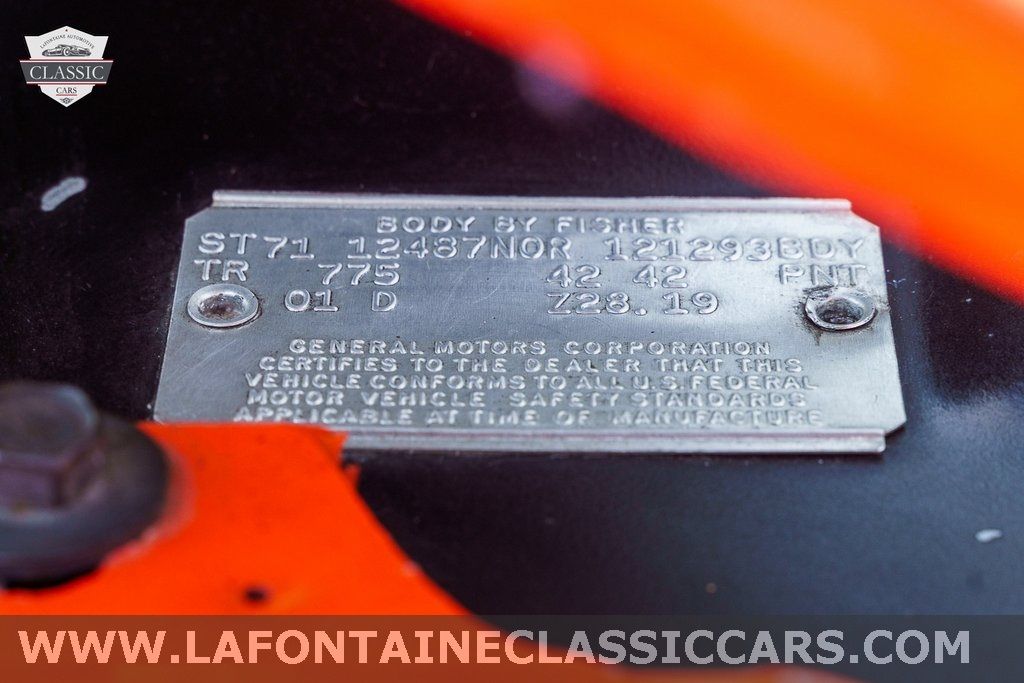 LAFONTAINE AUTOMOTIVE
CLASSIC
CARS
BODY BY FISHER
ST71 12487NOR 121293BDY
TR 775 42 42 PNT
01 D Z28.19
GENERAL MOTORS CORPORATION
CERTIFIES TO THE DEALER THAT THIS
VEHICLE CONFORMS TO ALL U.S. FEDERAL
MOTOR VEHICLE SAFETY STANDARDS
APPLICABLE AT TIME OF MANUFACTURE
WWW.LAFONTAINECLASSICCARS.COM